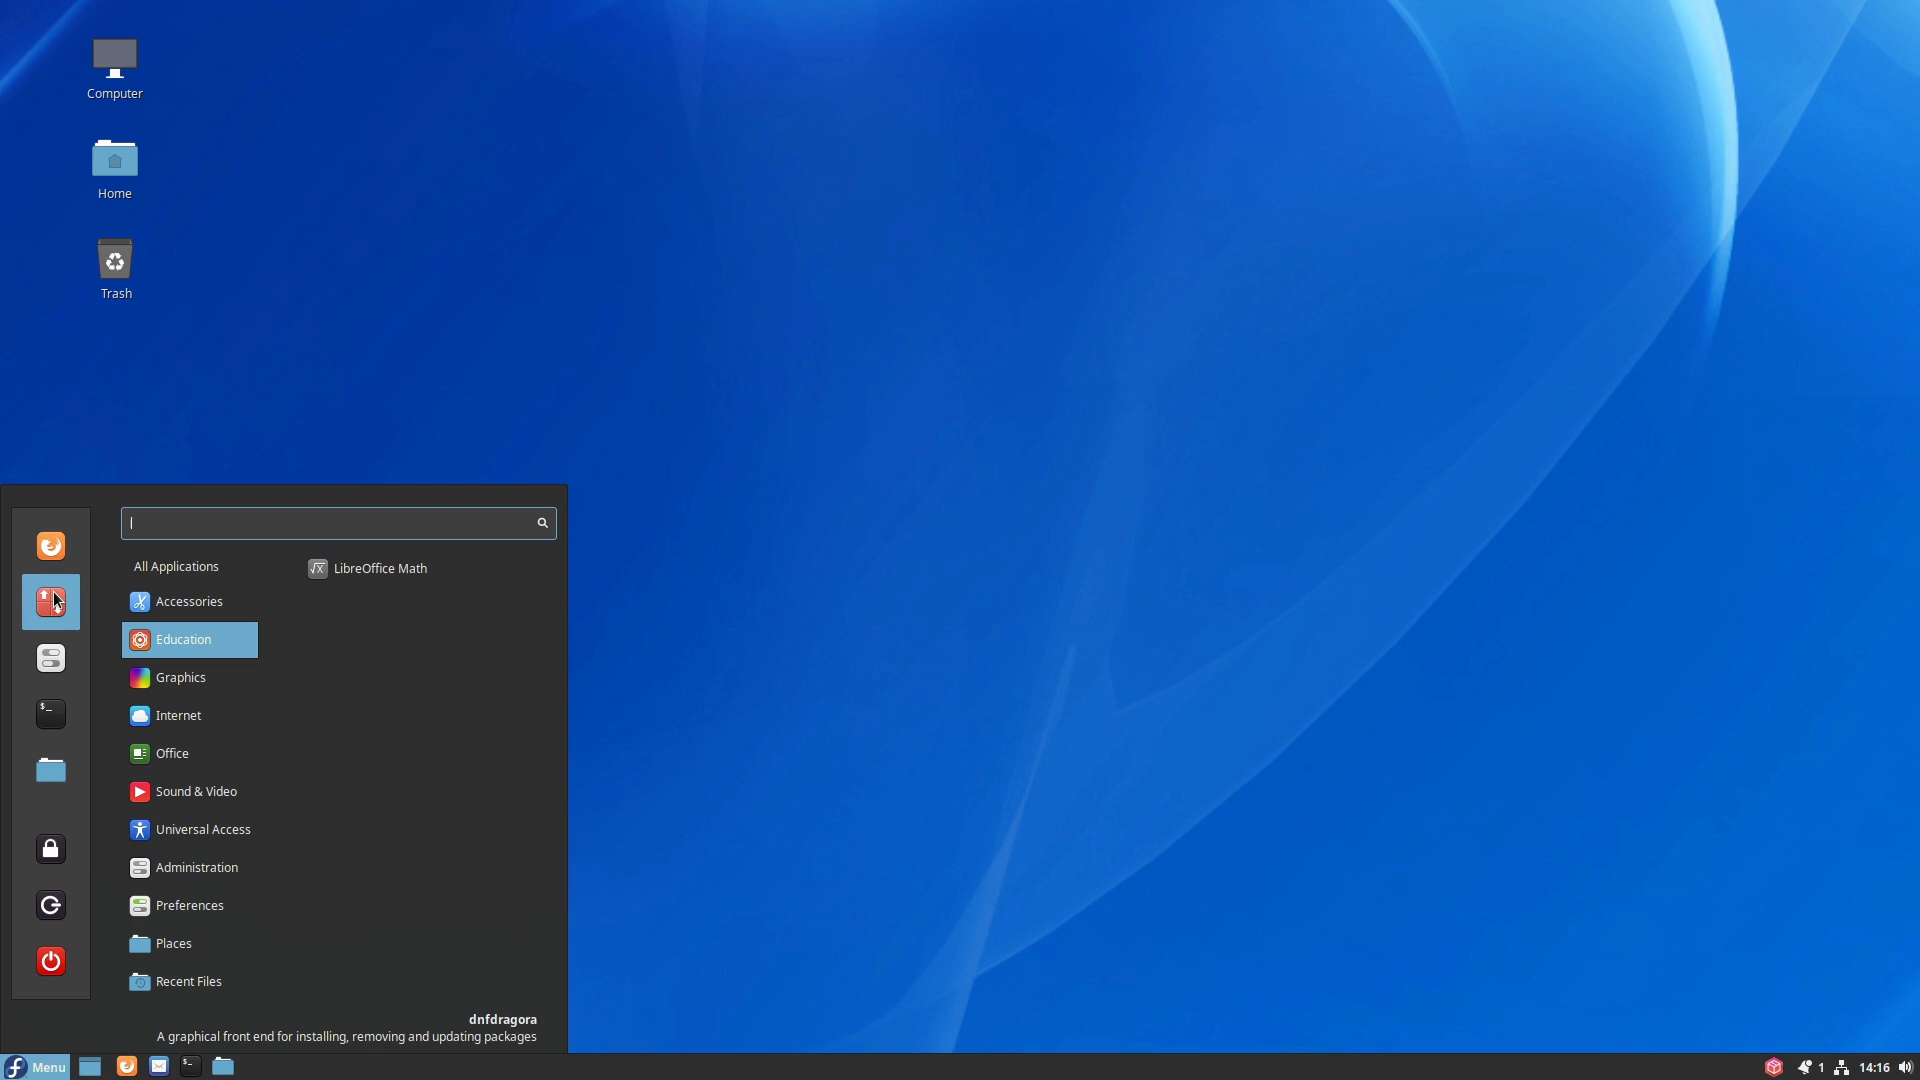 Computer
Home
Trash
All Applications
LibreOffice Math
Accessories
Education
Graphics
Internet
Office
Sound & Video
Universal Access
Administration
Preferences
Places
Recent Files
dnfdragora
A graphical front end for installing, removing and updating packages
Menu
1
14:16